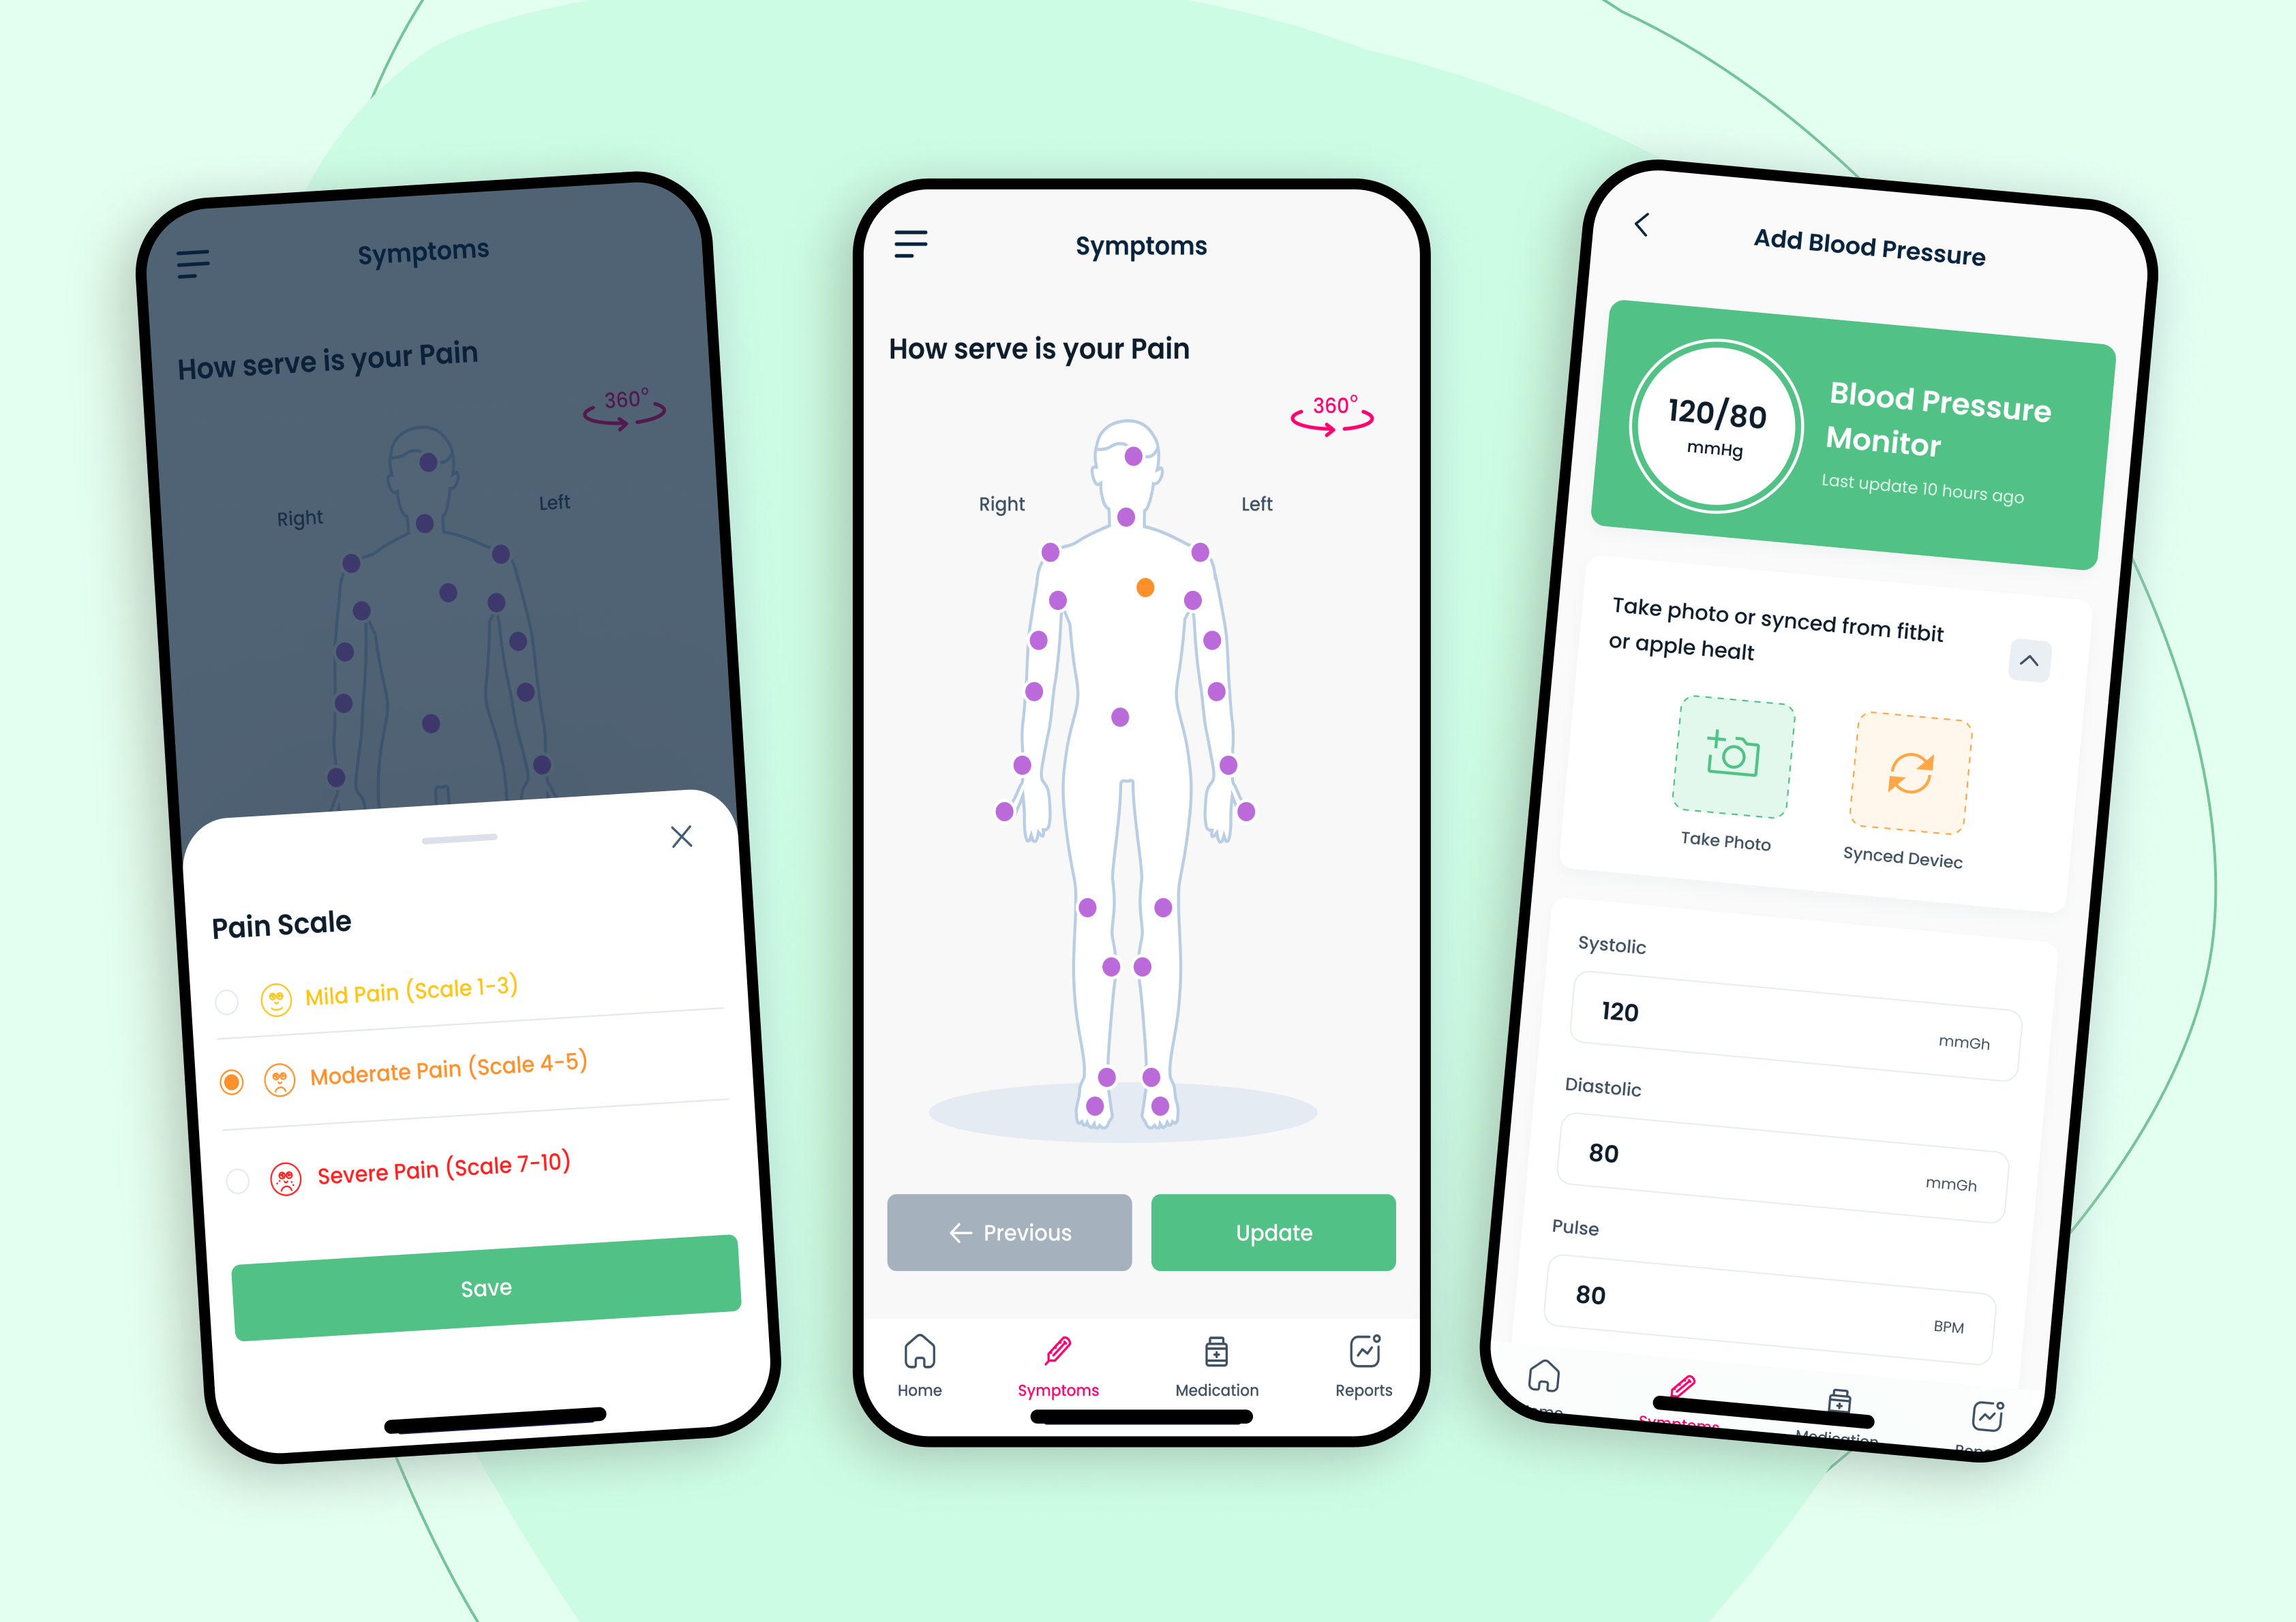 Symptoms
How serve is your Pain
360°
Right
Left
Pain Scale
Mild Pain (Scale 1-3)
Moderate Pain (Scale 4-5)
Severe Pain (Scale 7-10)
Save
Symptoms
How serve is your Pain
360°
Right
Left
Previous
Update
Home
Symptoms
Medication
Reports
Add Blood Pressure
120/80
mmHg
Blood Pressure
Monitor
Last update 10 hours ago
Take photo or synced from fitbit
or apple healt
Take Photo
Synced Deviec
Systolic
120
mmGh
Diastolic
80
mmGh
Pulse
80
BPM
Symptoms
Medication